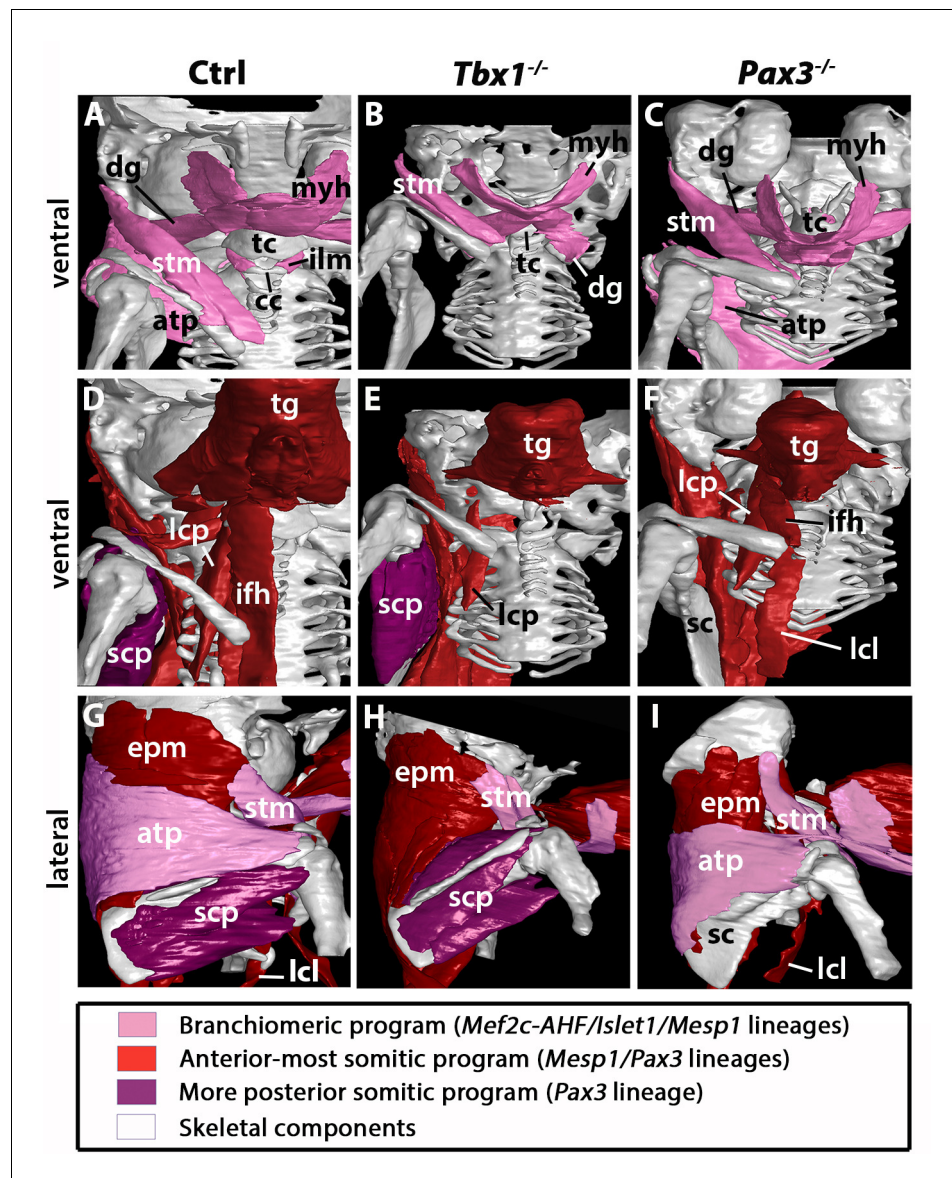 Ctrl Tbx1-/- Pax3-/-
ventral
A
dg
myh
tc
ilm
stm
cc
atp
B
myh
stm
tc
dg
C
myh
dg
tc
stm
atp
ventral
D
tg
lcp
ifh
scp
E
tg
scp
lcp
F
tg
lcp
ifh
sc
lcl
lateral
G
epm
stm
atp
scp
lcl
H
epm
stm
scp
I
epm
stm
atp
sc
lcl
Branchiomeric program (Mef2c-AHF/Islet1/Mesp1 lineages)
Anterior-most somitic program (Mesp1/Pax3 lineages)
More posterior somitic program (Pax3 lineage)
Skeletal components